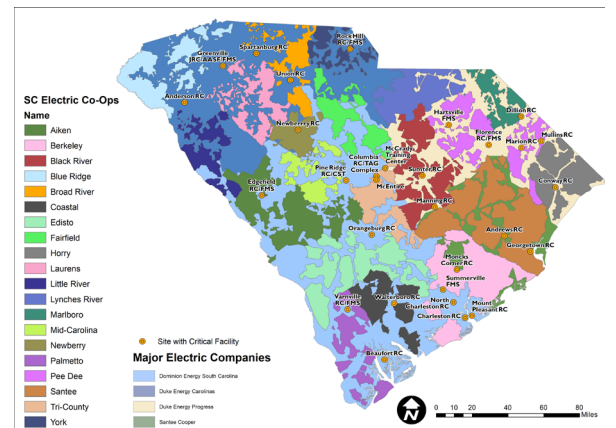 SC Electric Co-Ops
Name
Aiken
Berkeley
Black River
Blue Ridge
Broad River
Coastal
Edisto
Fairfield
Horry
Laurens
Little River
Lynches River
Marlboro
Mid-Carolina
Newberry
Palmetto
Pee Dee
Santee
Tri-County
York
Rock Hill
RC/FMS
Spartanburg RC
Greenville
JRC/AASF/FMS
Union RC
Anderson RC
Newberry RC
Hartsville
FMS
Dillon RC
Florence
RC/FMS
Marion RC
Mullins RC
McCrady
Training
Center
Columbia
RC/TAG
Complex
Pine Ridge
RC/CST
McEntire
Sumter RC
Conway RC
Edgefield
RC/FMS
Manning RC
Orangeburg RC
Andrews RC
Georgetown RC
Moncks
Corner RC
Summerville
FMS
Varnville
RC/FMS
Walterboro RC
North
Charleston RC
Mount
Pleasant RC
Charleston RC
Beaufort RC
Site with Critical Facility
Major Electric Companies
Dominion Energy South Carolina
Duke Energy Carolinas
Duke Energy Progress
Santee Cooper
N
0 10 20 40 60 80
Miles